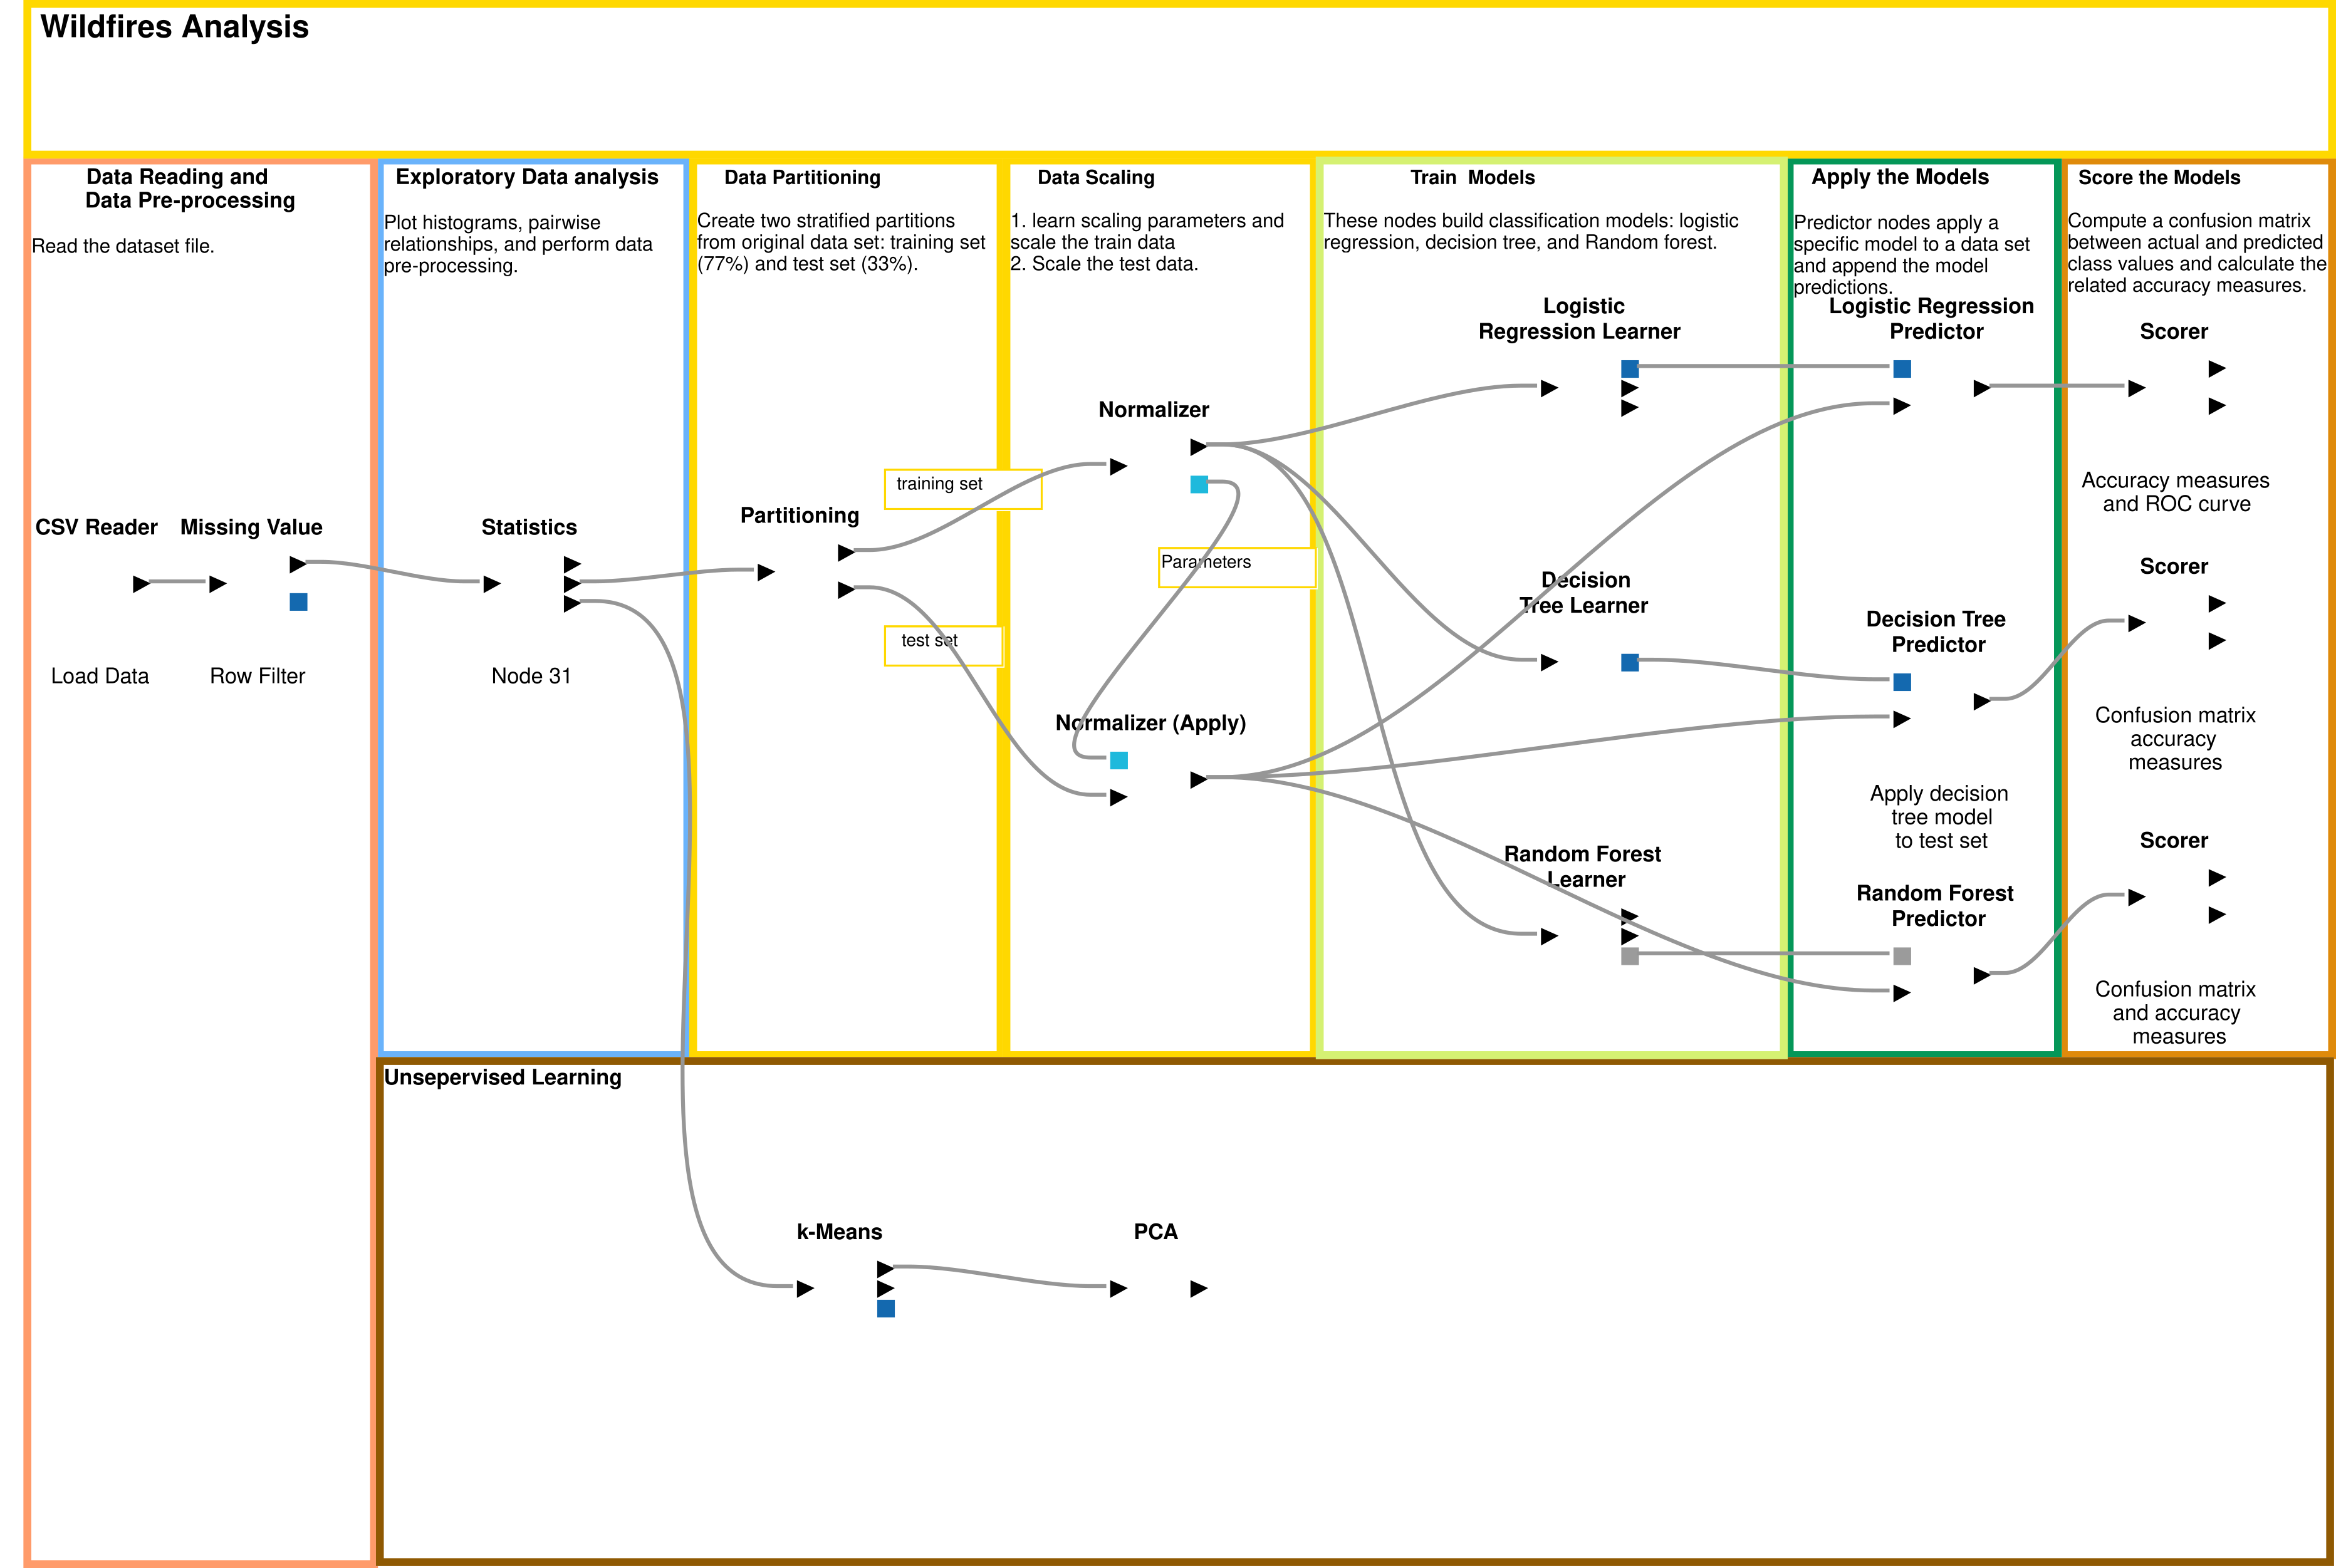 Wildfires Analysis
Data Reading and
Data Pre-processing
Read the dataset file.
CSV Reader
Load Data
Missing Value
Row Filter
Exploratory Data analysis
Plot histograms, pairwise
relationships, and perform data
pre-processing.
Statistics
Node 31
Data Partitioning
Create two stratified partitions
from original data set: training set
(77%) and test set (33%).
Partitioning
training set
test set
Data Scaling
1. learn scaling parameters and
scale the train data
2. Scale the test data.
Normalizer
Parameters
Normalizer (Apply)
Train  Models
These nodes build classification models: logistic
regression, decision tree, and Random forest.
Logistic
Regression Learner
Decision
Tree Learner
Random Forest
Learner
Apply the Models
Predictor nodes apply a
specific model to a data set
and append the model
predictions.
Logistic Regression
Predictor
Decision Tree
Predictor
Apply decision
tree model
to test set
Random Forest
Predictor
Score the Models
Compute a confusion matrix
between actual and predicted
class values and calculate the
related accuracy measures.
Scorer
Accuracy measures
and ROC curve
Scorer
Confusion matrix
accuracy
measures
Scorer
Confusion matrix
and accuracy
measures
Unsepervised Learning
k-Means
PCA